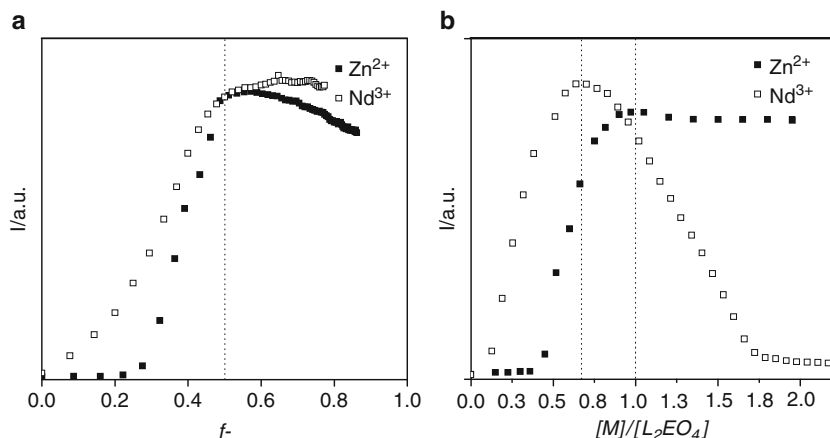 a
I/a.u.
Zn²⁺
Nd³⁺
0.0 0.2 0.4 0.6 0.8 1.0
f-
b
I/a.u.
Zn²⁺
Nd³⁺
0.0 0.3 0.5 0.8 1.0 1.3 1.5 1.8 2.0
[M]/[L₂EO₄]